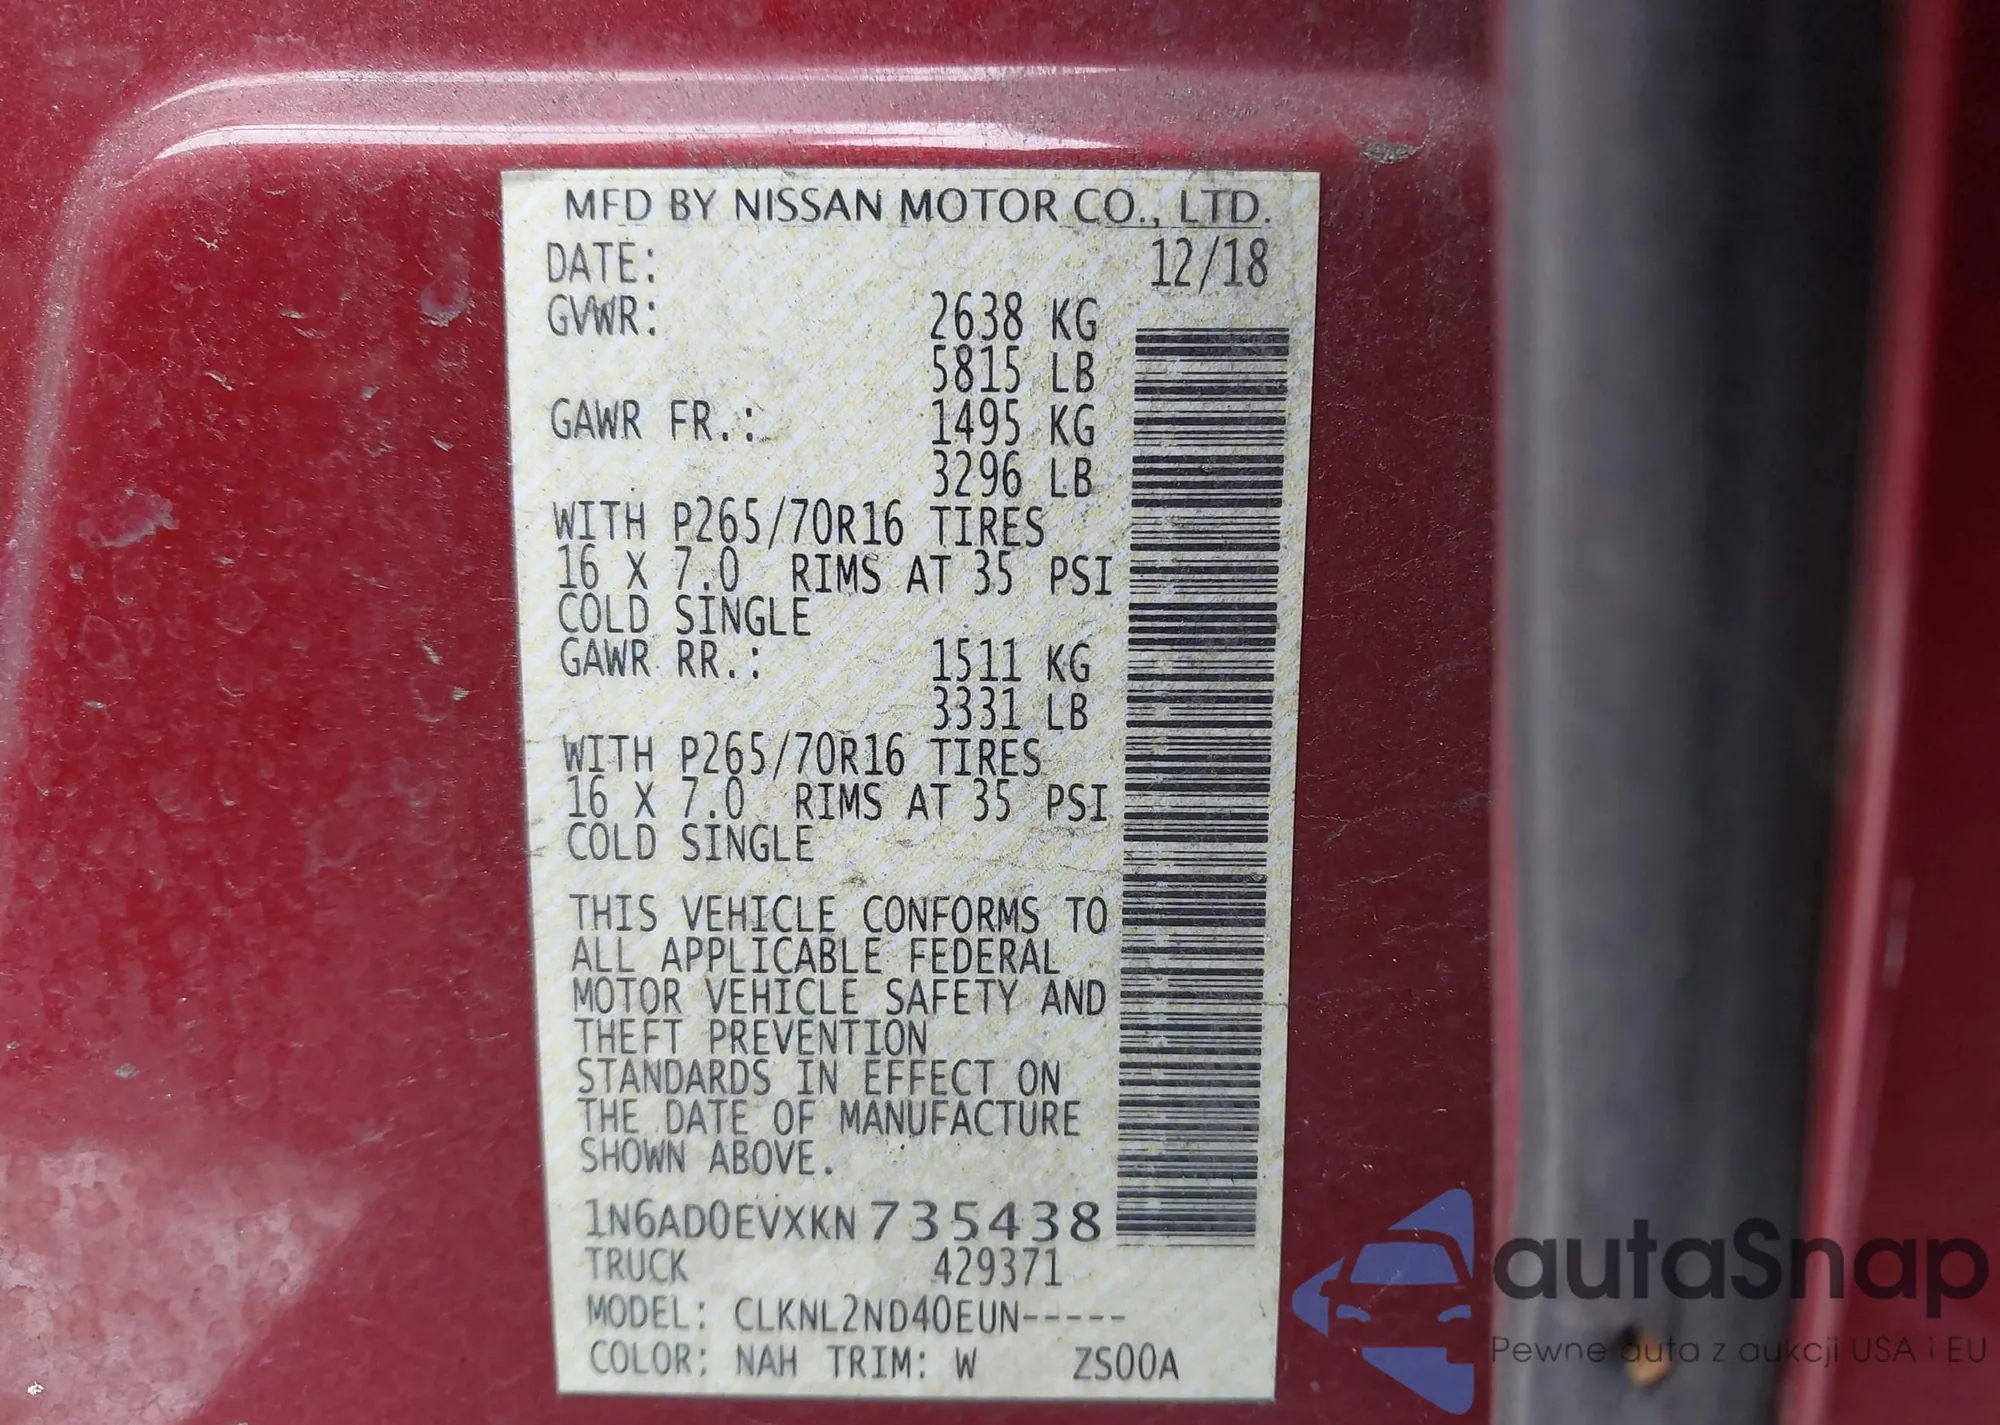 MFD BY NISSAN MOTOR CO., LTD.
DATE: 12/18
GVWR: 2638 KG
5815 LB
GAWR FR.: 1495 KG
3296 LB
WITH P265/70R16 TIRES
16 X 7.0 RIMS AT 35 PSI
COLD SINGLE
GAWR RR.: 1511 KG
3331 LB
WITH P265/70R16 TIRES
16 X 7.0 RIMS AT 35 PSI
COLD SINGLE
THIS VEHICLE CONFORMS TO
ALL APPLICABLE FEDERAL
MOTOR VEHICLE SAFETY AND
THEFT PREVENTION
STANDARDS IN EFFECT ON
THE DATE OF MANUFACTURE
SHOWN ABOVE.
1N6AD0EVXKN735438
TRUCK 429371
MODEL: CLKNL2ND40EUN-----
COLOR: NAH TRIM: W ZS00A
autaSnap
Pewne auta z aukcji USA i EU